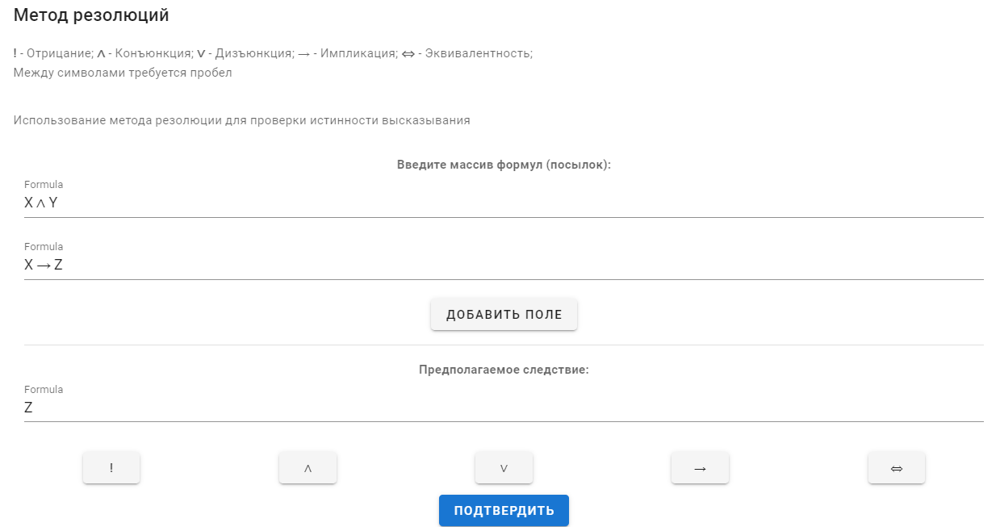 Метод резолюций
! - Отрицание; ∧ - Конъюнкция; ∨ - Дизъюнкция; → - Импликация; ⇔ - Эквивалентность;
Между символами требуется пробел
Использование метода резолюции для проверки истинности высказывания
Введите массив формул (посылок):
Formula
X ∧ Y
Formula
X → Z
ДОБАВИТЬ ПОЛЕ
Предполагаемое следствие:
Formula
Z
! ∧ ∨ → ⇔
ПОДТВЕРДИТЬ